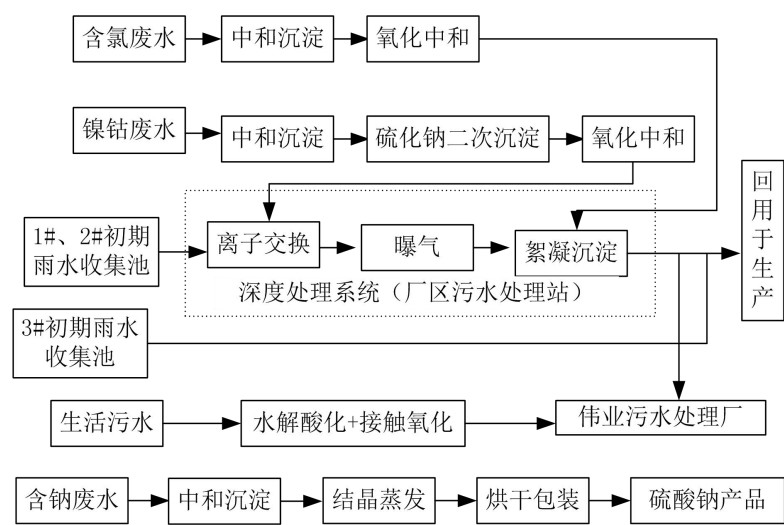 含氯废水
中和沉淀
氧化中和
镍钴废水
中和沉淀
硫化钠二次沉淀
氧化中和
回用于生产
1#、2#初期
雨水收集池
离子交换
曝气
絮凝沉淀
深度处理系统（厂区污水处理站）
3#初期雨水
收集池
生活污水
水解酸化+接触氧化
伟业污水处理厂
含钠废水
中和沉淀
结晶蒸发
烘干包装
硫酸钠产品